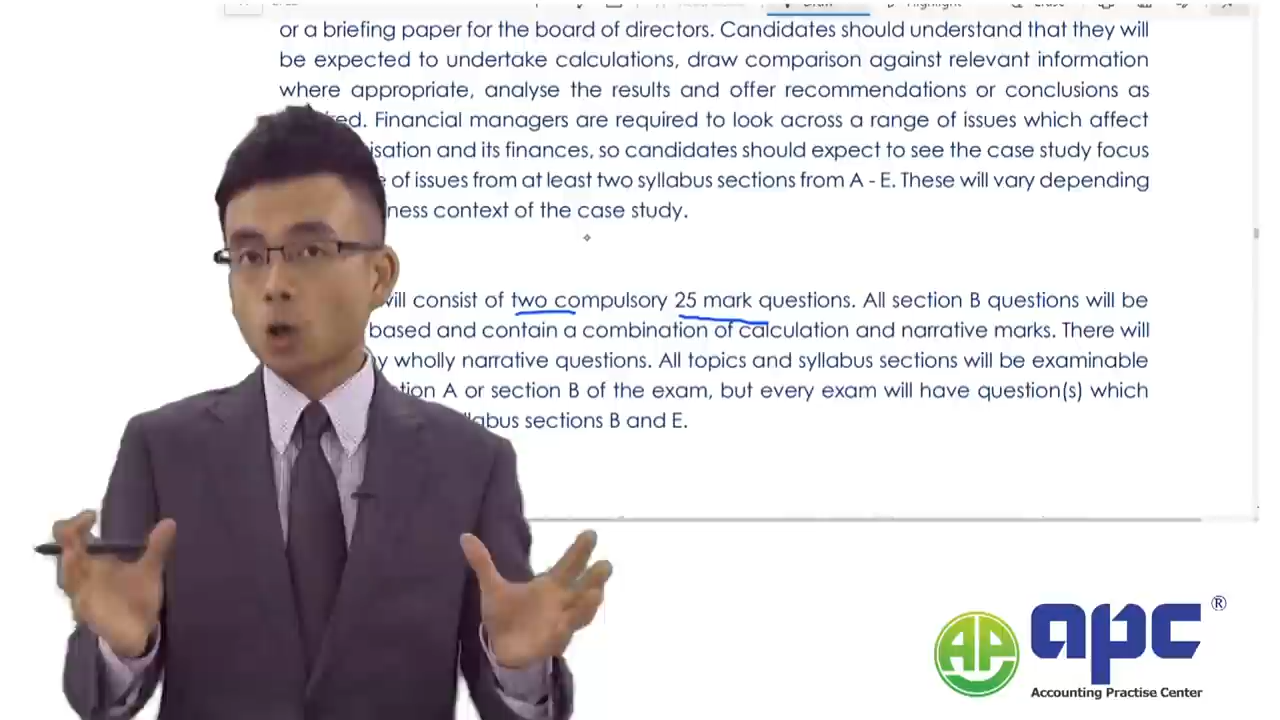 or a briefing paper for the board of directors. Candidates should understand that they will
be expected to undertake calculations, draw comparison against relevant information
where appropriate, analyse the results and offer recommendations or conclusions as
Financial managers are required to look across a range of issues which affect
and its finances, so candidates should expect to see the case study focus
of issues from at least two syllabus sections from A - E. These will vary depending
context of the case study.
will consist of two compulsory 25 mark questions. All section B questions will be
based and contain a combination of calculation and narrative marks. There will
wholly narrative questions. All topics and syllabus sections will be examinable
A or section B of the exam, but every exam will have question(s) which
sections B and E.
AP
apc®
Accounting Practise Center